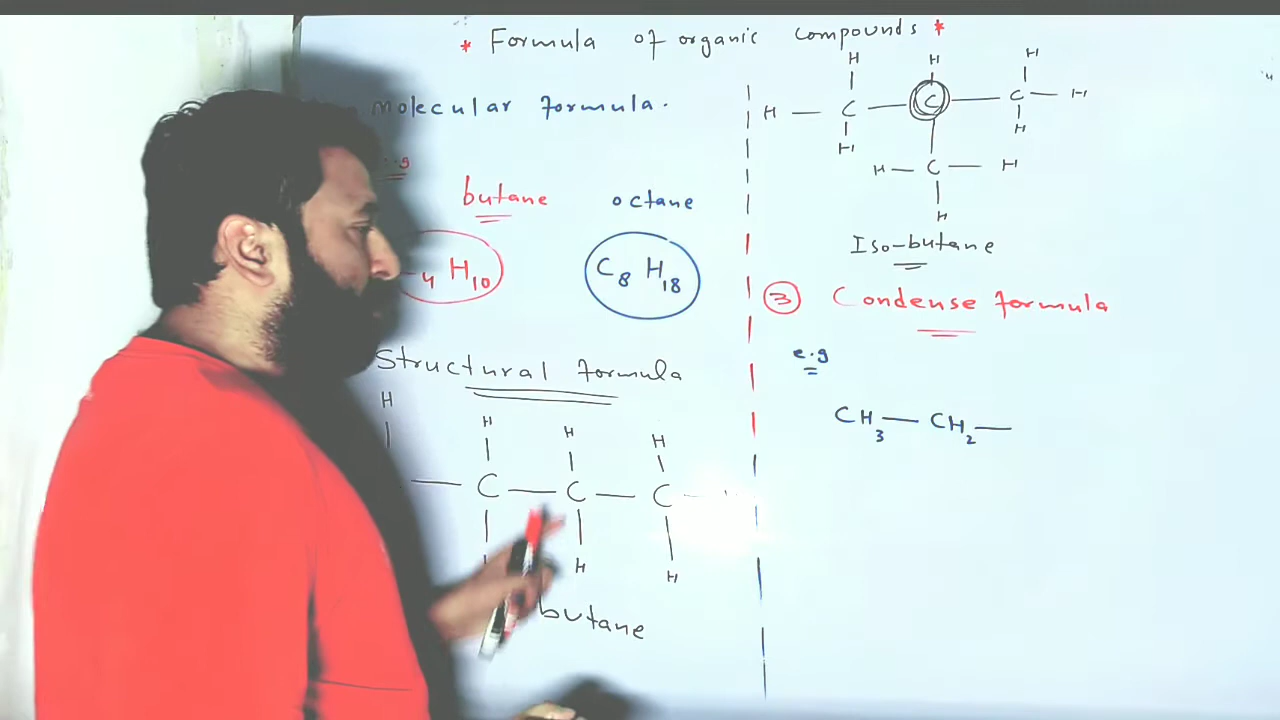 * Formula of organic compounds *
molecular formula.
e.g
butane octane
4 H10 C8 H18
Structural formula
H
H H H
C — C — C —
H H
butane
H H H
H — C — C — C — H
H H
H — C — H
H
Iso-butane
③ Condense formula
e.g
CH3 — CH2 —